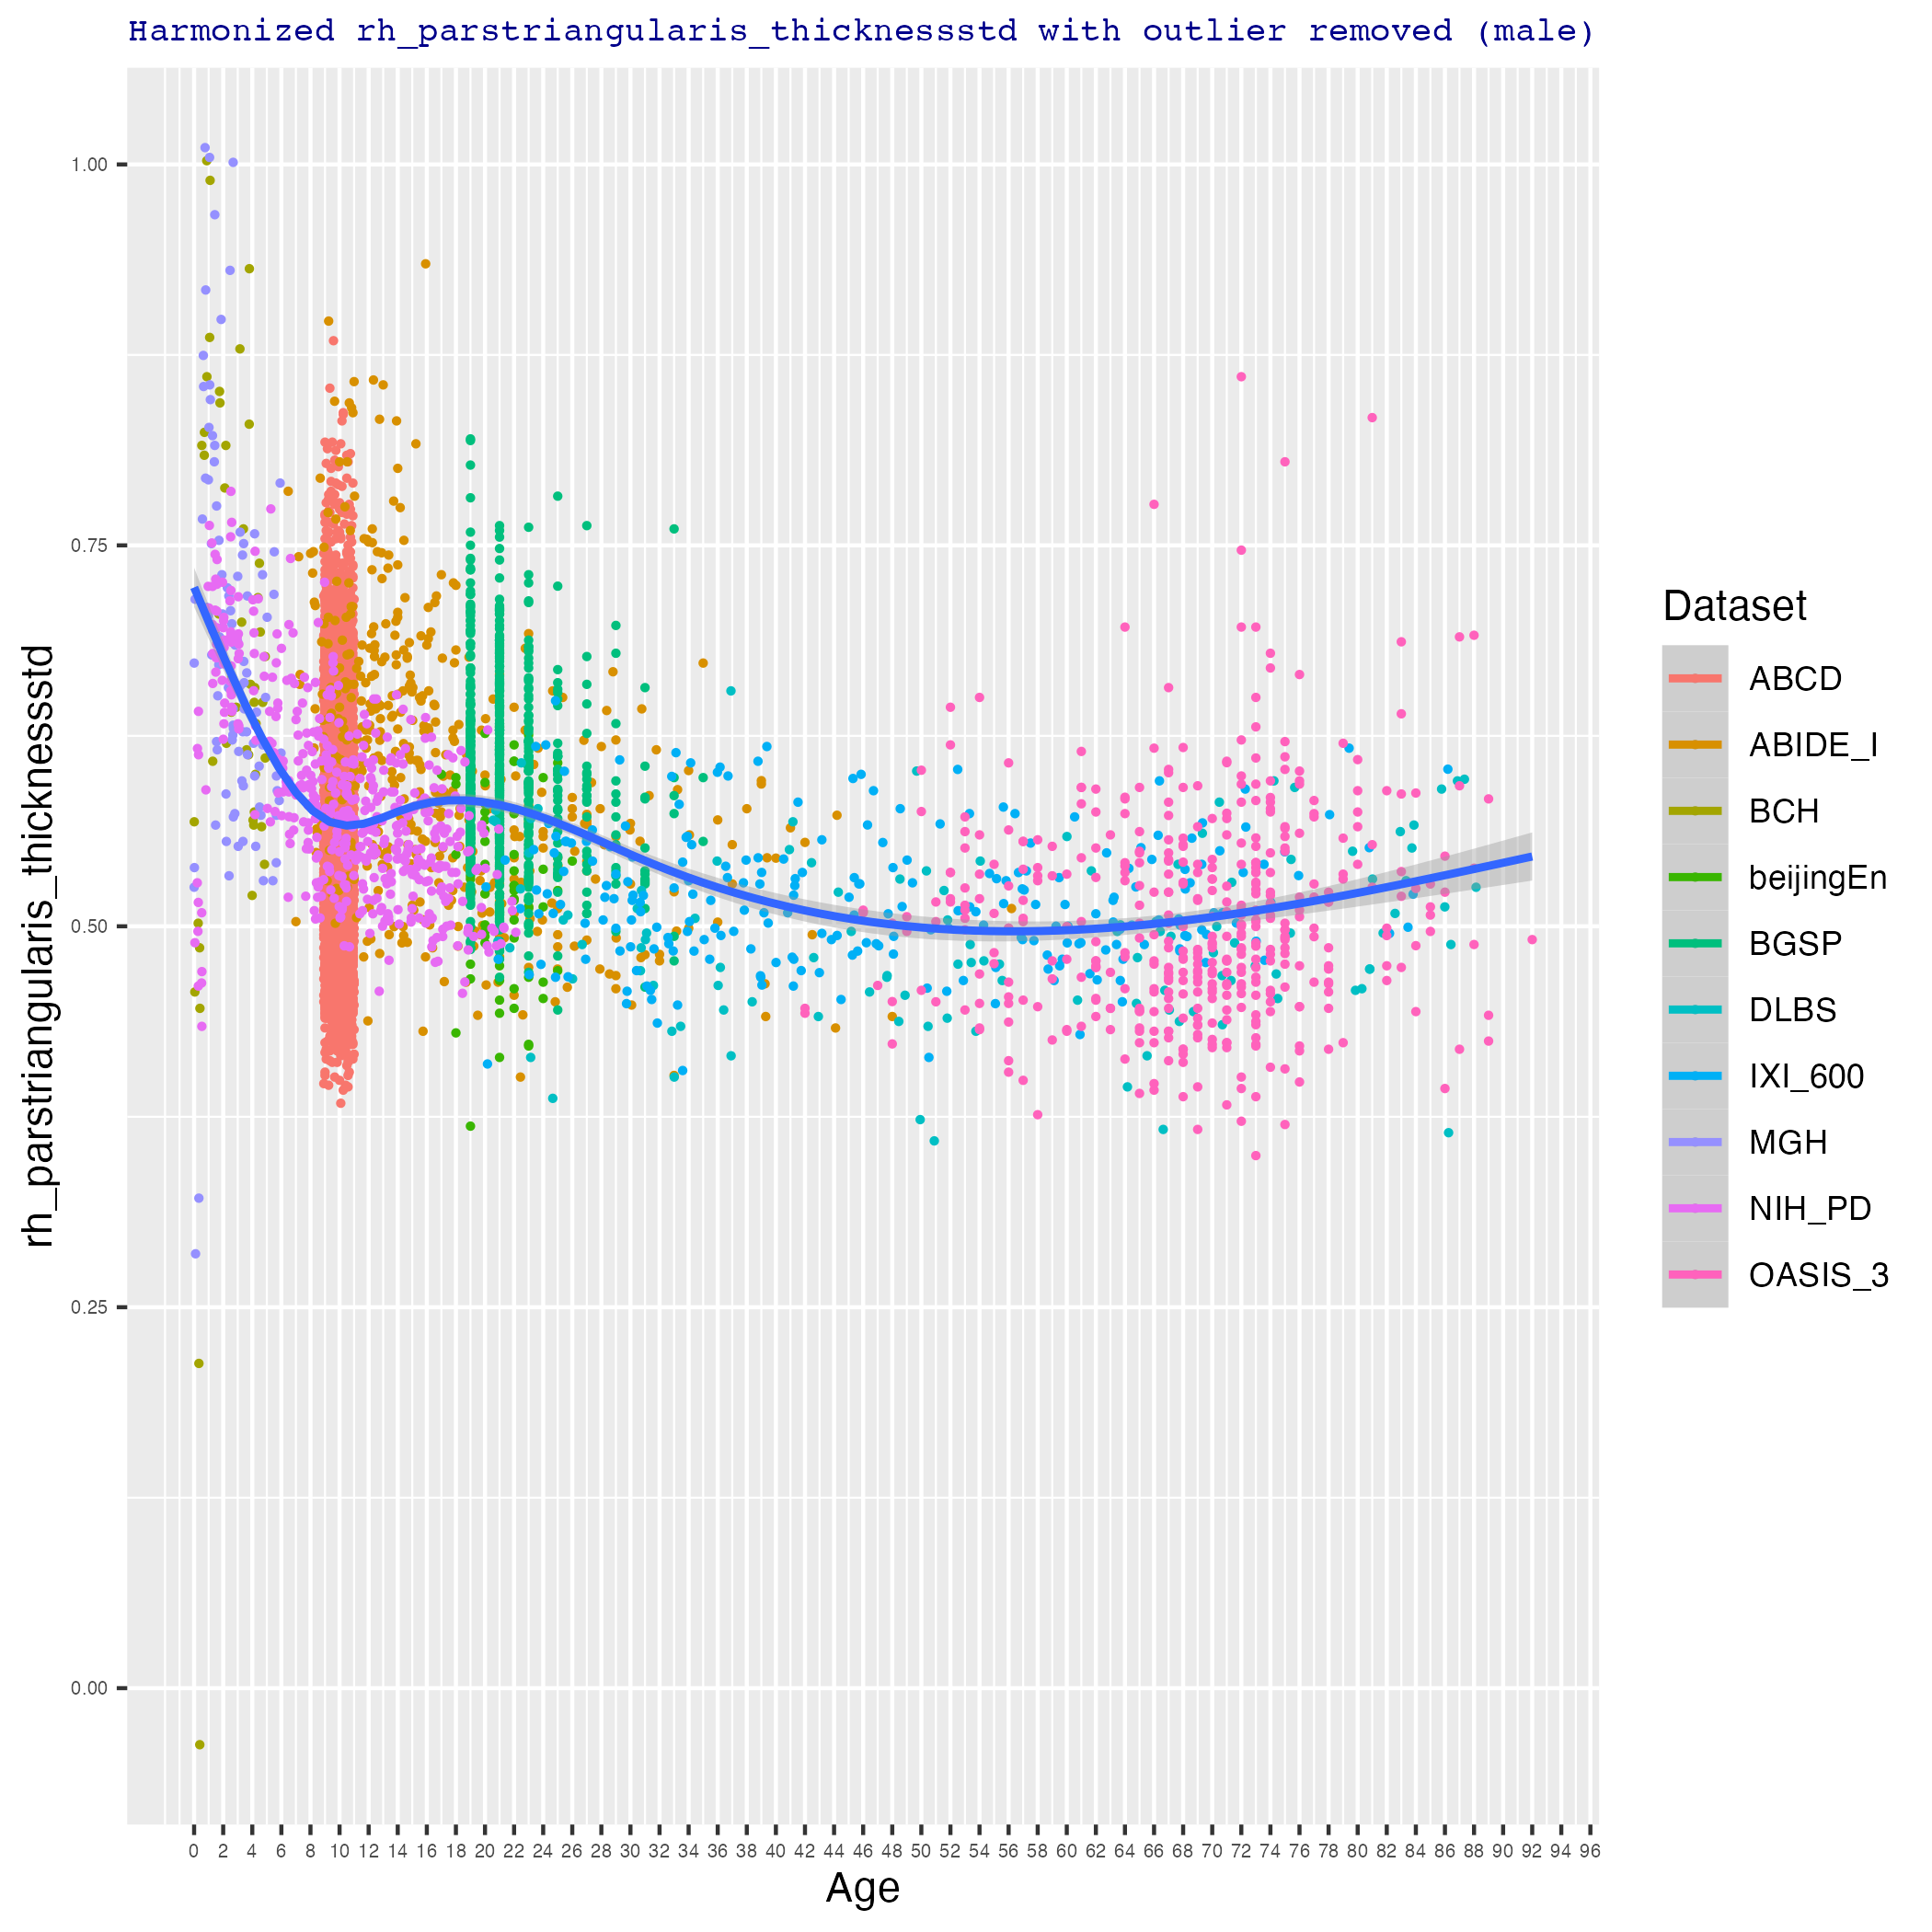 Harmonized rh_parstriangularis_thicknessstd with outlier removed (male)
1.00
0.75
0.50
0.25
0.00
rh_parstriangularis_thicknessstd
0 2 4 6 8 10 12 14 16 18 20 22 24 26 28 30 32 34 36 38 40 42 44 46 48 50 52 54 56 58 60 62 64 66 68 70 72 74 76 78 80 82 84 86 88 90 92 94 96
Age
Dataset
ABCD
ABIDE_I
BCH
beijingEn
BGSP
DLBS
IXI_600
MGH
NIH_PD
OASIS_3